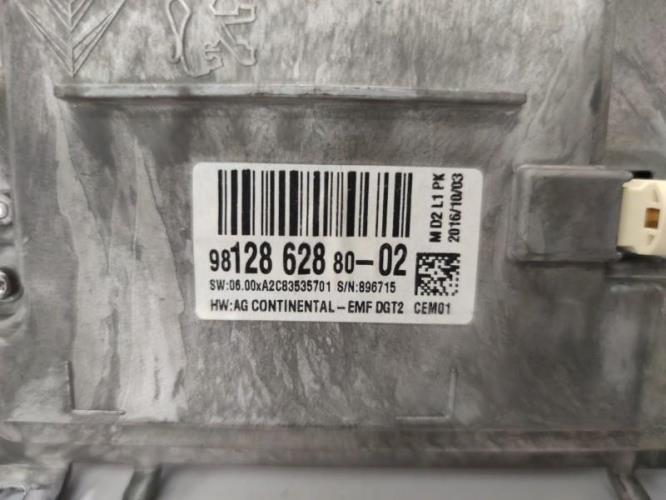 98128 628 80-02
SW:06.00xA2C83535701 S/N:896715
HW:AG CONTINENTAL-EMF DGT2 CEM01
M D2 L1 PK
2016/10/03